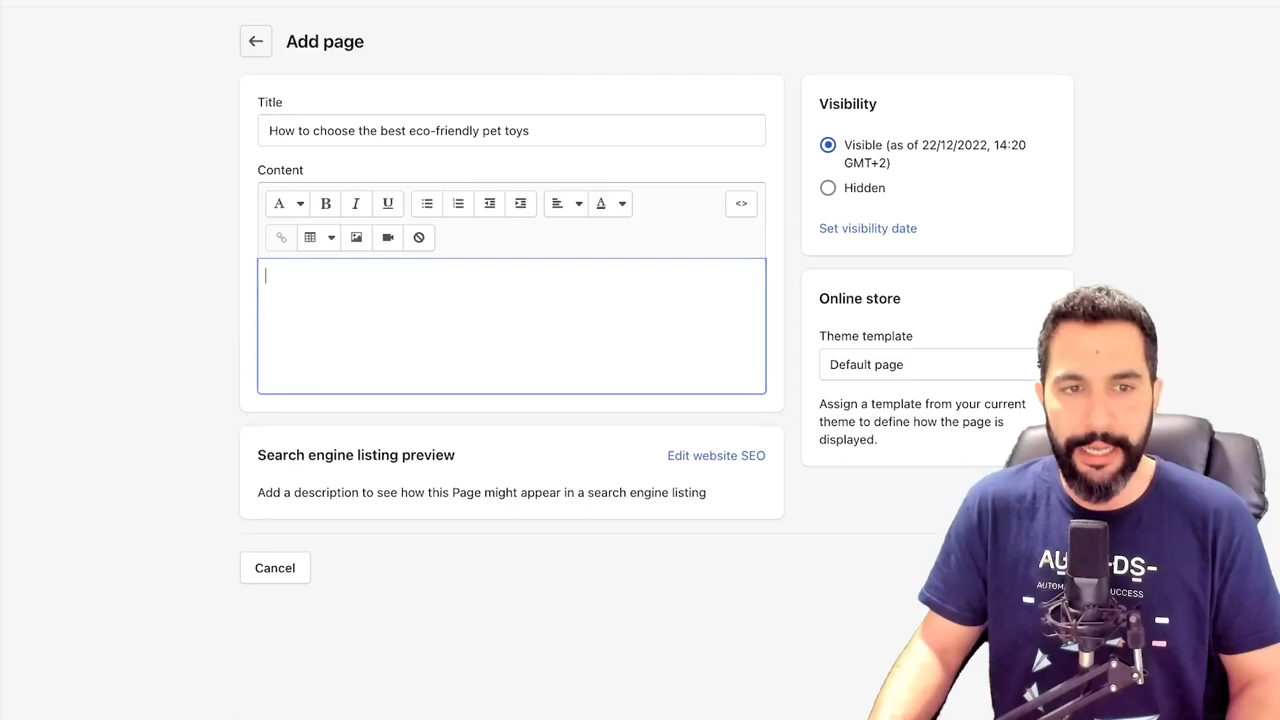 Add page
Title
How to choose the best eco-friendly pet toys
Content
A B I U A <>
Search engine listing preview
Edit website SEO
Add a description to see how this Page might appear in a search engine listing
Cancel
Visibility
Visible (as of 22/12/2022, 14:20
GMT+2)
Hidden
Set visibility date
Online store
Theme template
Default page
Assign a template from your current
theme to define how the page is
displayed.